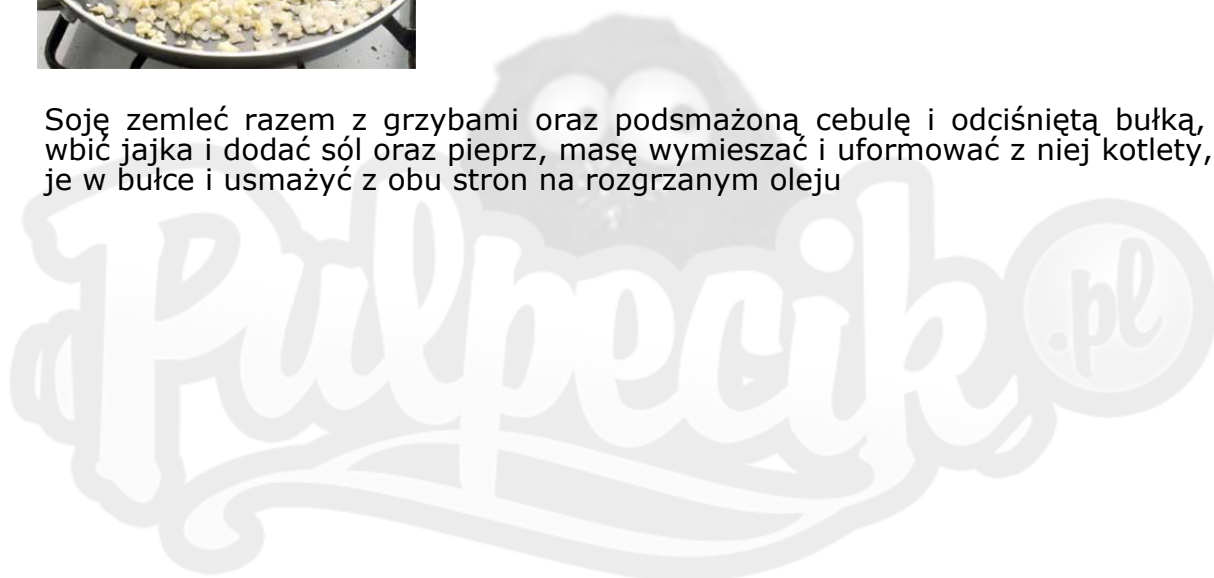 Soję zemleć razem z grzybami oraz podsmażoną cebulę i odciśniętą bułką,
wbić jajka i dodać sól oraz pieprz, masę wymieszać i uformować z niej kotlety,
je w bułce i usmażyć z obu stron na rozgrzanym oleju
Pulpecik .pl